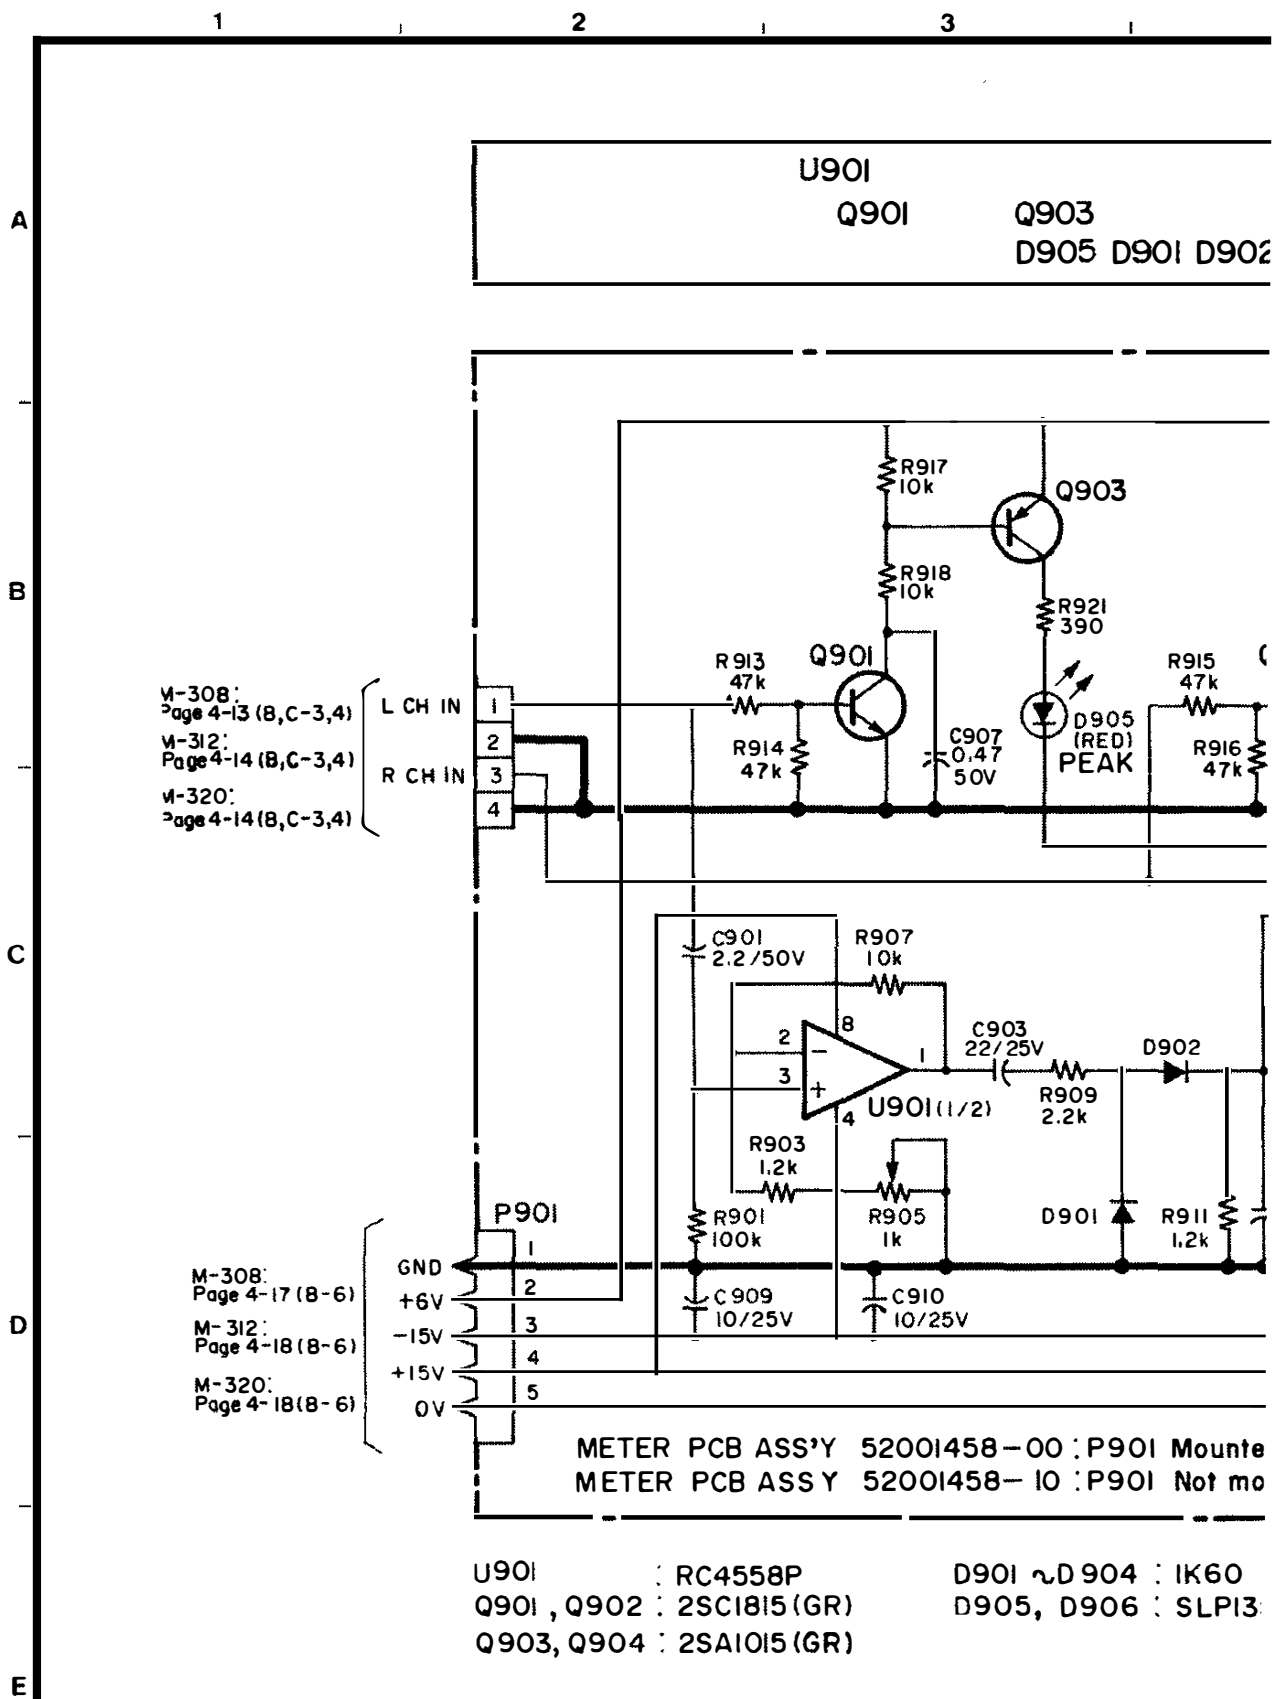 1 2 3
A
B
C
D
E
U901
Q901 Q903
D905 D901 D902
R917
10k
Q903
R918
10k
R921
390
R913
47k
Q901
R915
47k
M-308:
Page 4-13 (B,C-3,4)
M-312:
Page 4-14 (B,C-3,4)
M-320:
Page 4-14 (B,C-3,4)
L CH IN
R CH IN
1
2
3
4
R914
47k
C907
0.47
50V
D905
(RED)
PEAK
R916
47k
C901
2.2/50V
R907
10k
8
2
−
3
+
4
1
U901(1/2)
C903
22/25V
D902
R909
2.2k
R903
1.2k
R901
100k
R905
1k
D901
R911
1.2k
P901
GND 1
+6V 2
-15V 3
+15V 4
0V 5
M-308:
Page 4-17 (B-6)
M-312:
Page 4-18 (B-6)
M-320:
Page 4-18 (B-6)
C909
10/25V
C910
10/25V
METER PCB ASS'Y 52001458-00 : P901 Mounte
METER PCB ASSY 52001458-10 : P901 Not mo
U901 : RC4558P
Q901, Q902 : 2SC1815(GR)
Q903, Q904 : 2SA1015(GR)
D901 ~ D904 : 1K60
D905, D906 : SLP13